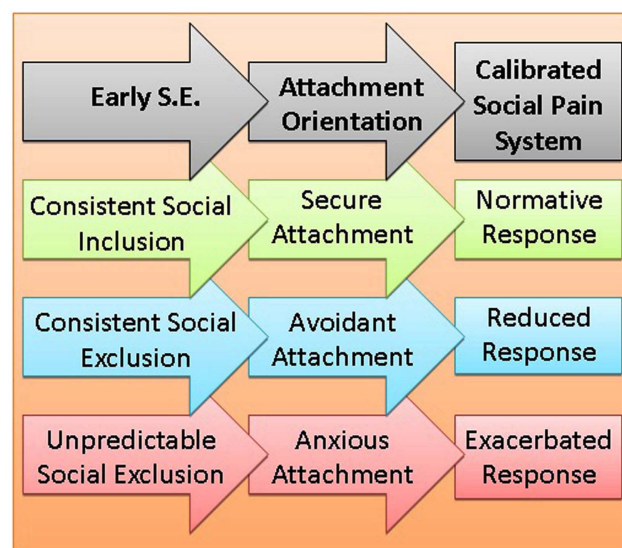 Early S.E.
Attachment
Orientation
Calibrated
Social Pain
System
Consistent Social
Inclusion
Secure
Attachment
Normative
Response
Consistent Social
Exclusion
Avoidant
Attachment
Reduced
Response
Unpredictable
Social Exclusion
Anxious
Attachment
Exacerbated
Response